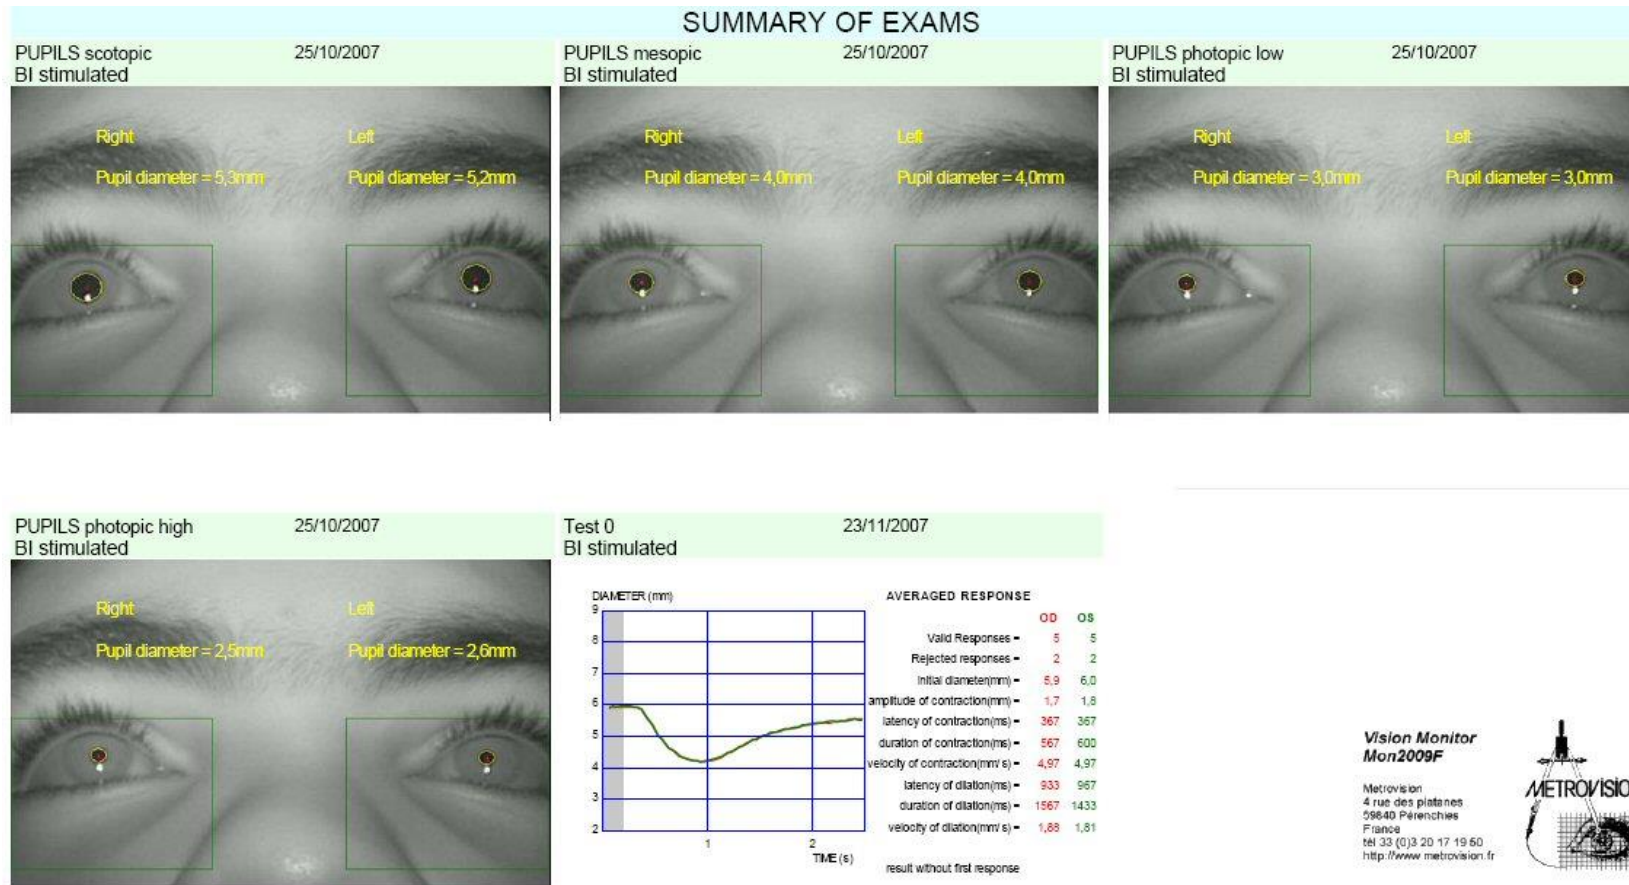 SUMMARY OF EXAMS
PUPILS scotopic 25/10/2007
BI stimulated
Right Left
Pupil diameter = 5,3mm Pupil diameter = 5,2mm
PUPILS mesopic 25/10/2007
BI stimulated
Right Left
Pupil diameter = 4,0mm Pupil diameter = 4,0mm
PUPILS photopic low 25/10/2007
BI stimulated
Right Left
Pupil diameter = 3,0mm Pupil diameter = 3,0mm
PUPILS photopic high 25/10/2007
BI stimulated
Right Left
Pupil diameter = 2,5mm Pupil diameter = 2,6mm
Test 0 23/11/2007
BI stimulated
DIAMETER (mm)
9
8
7
6
5
4
3
2
1 2
TIME (s)
AVERAGED RESPONSE
OD OS
Valid Responses = 5 5
Rejected responses = 2 2
Initial diameter(mm) = 5,9 6,0
amplitude of contraction(mm) = 1,7 1,8
latency of contraction(ms) = 367 367
duration of contraction(ms) = 567 600
velocity of contraction(mm/s) = 4,97 4,97
latency of dilation(ms) = 933 967
duration of dilation(ms) = 1567 1433
velocity of dilation(mm/s) = 1,88 1,81
result without first response
Vision Monitor
Mon2009F
Metrovision
4 rue des platanes
59840 Pérenchies
France
tél 33 (0)3 20 17 19 50
http://www.metrovision.fr
METROVISIO